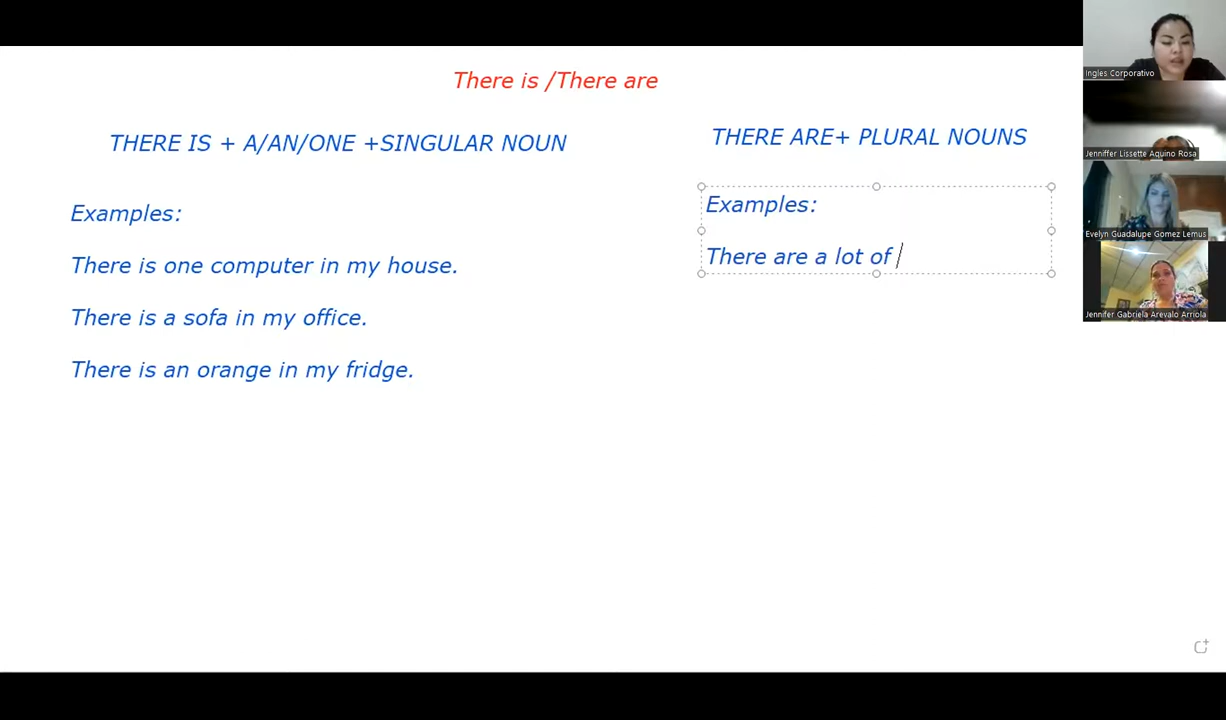 There is /There are
THERE IS + A/AN/ONE +SINGULAR NOUN
Examples:
There is one computer in my house.
There is a sofa in my office.
There is an orange in my fridge.
THERE ARE+ PLURAL NOUNS
Examples:
There are a lot of
Ingles Corporativo
Jenniffer Lissette Aquino Rosa
Evelyn Guadalupe Gomez Lemus
Jennifer Gabriela Arevalo Arriola